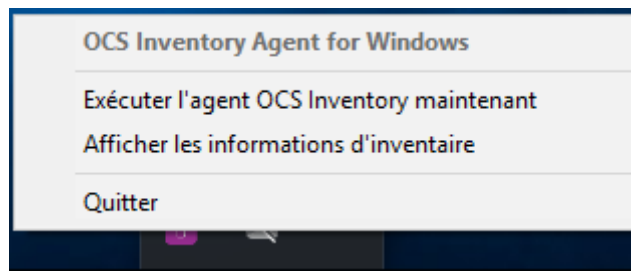 OCS Inventory Agent for Windows
Exécuter l'agent OCS Inventory maintenant
Afficher les informations d'inventaire
Quitter